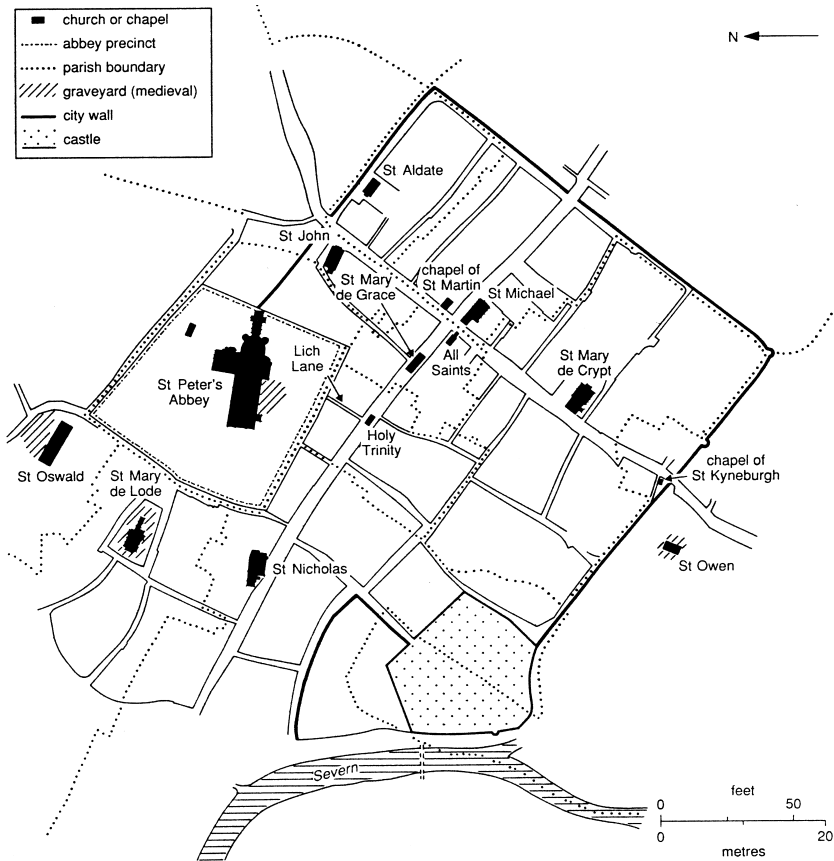 church or chapel
abbey precinct
parish boundary
graveyard (medieval)
city wall
castle
N
St Aldate
St John
St Mary
de Grace
chapel of
St Martin
St Michael
Lich
Lane
All
Saints
St Mary
de Crypt
St Peter's
Abbey
Holy
Trinity
St Oswald
St Mary
de Lode
chapel of
St Kyneburgh
St Nicholas
St Owen
Severn
feet
0 50
0 20
metres